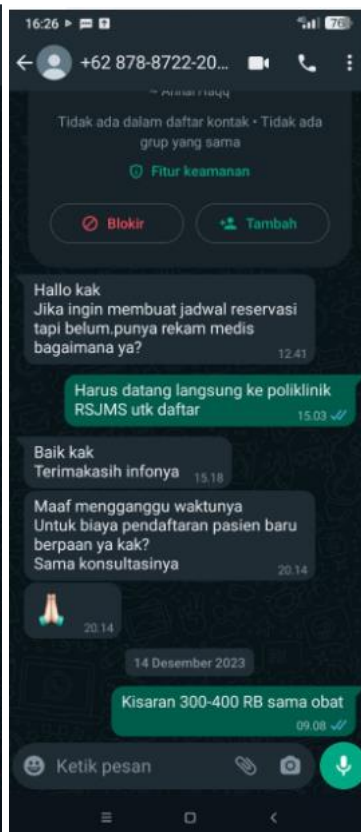 16:26
76
+62 878-8722-20...
Tidak ada dalam daftar kontak • Tidak ada
grup yang sama
Fitur keamanan
Blokir
Tambah
Hallo kak
Jika ingin membuat jadwal reservasi
tapi belum.punya rekam medis
bagaimana ya?
12.41
Harus datang langsung ke poliklinik
RSJMS utk daftar
15.03
Baik kak
Terimakasih infonya
15.18
Maaf mengganggu waktunya
Untuk biaya pendaftaran pasien baru
berpaan ya kak?
Sama konsultasinya
20.14
20.14
14 Desember 2023
Kisaran 300-400 RB sama obat
09.08
Ketik pesan